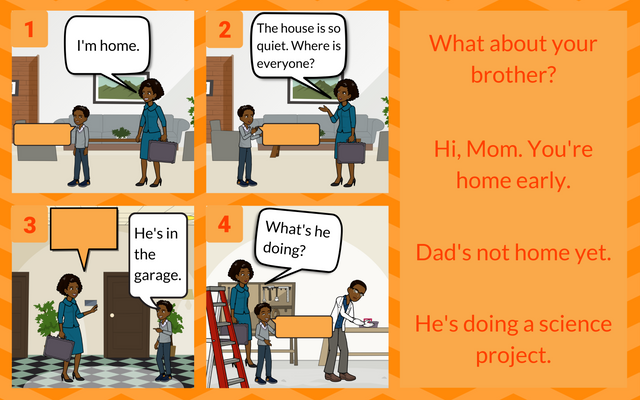 1
I'm home.
2
The house is so
quiet. Where is
everyone?
3
He's in
the
garage.
4
What's he
doing?
What about your
brother?
Hi, Mom. You're
home early.
Dad's not home yet.
He's doing a science
project.